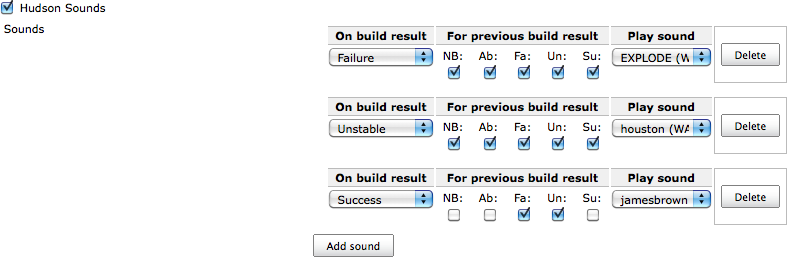 Hudson Sounds
Sounds
On build result For previous build result Play sound
Failure NB: Ab: Fa: Un: Su: EXPLODE (W Delete
On build result For previous build result Play sound
Unstable NB: Ab: Fa: Un: Su: houston (WA Delete
On build result For previous build result Play sound
Success NB: Ab: Fa: Un: Su: jamesbrown Delete
Add sound